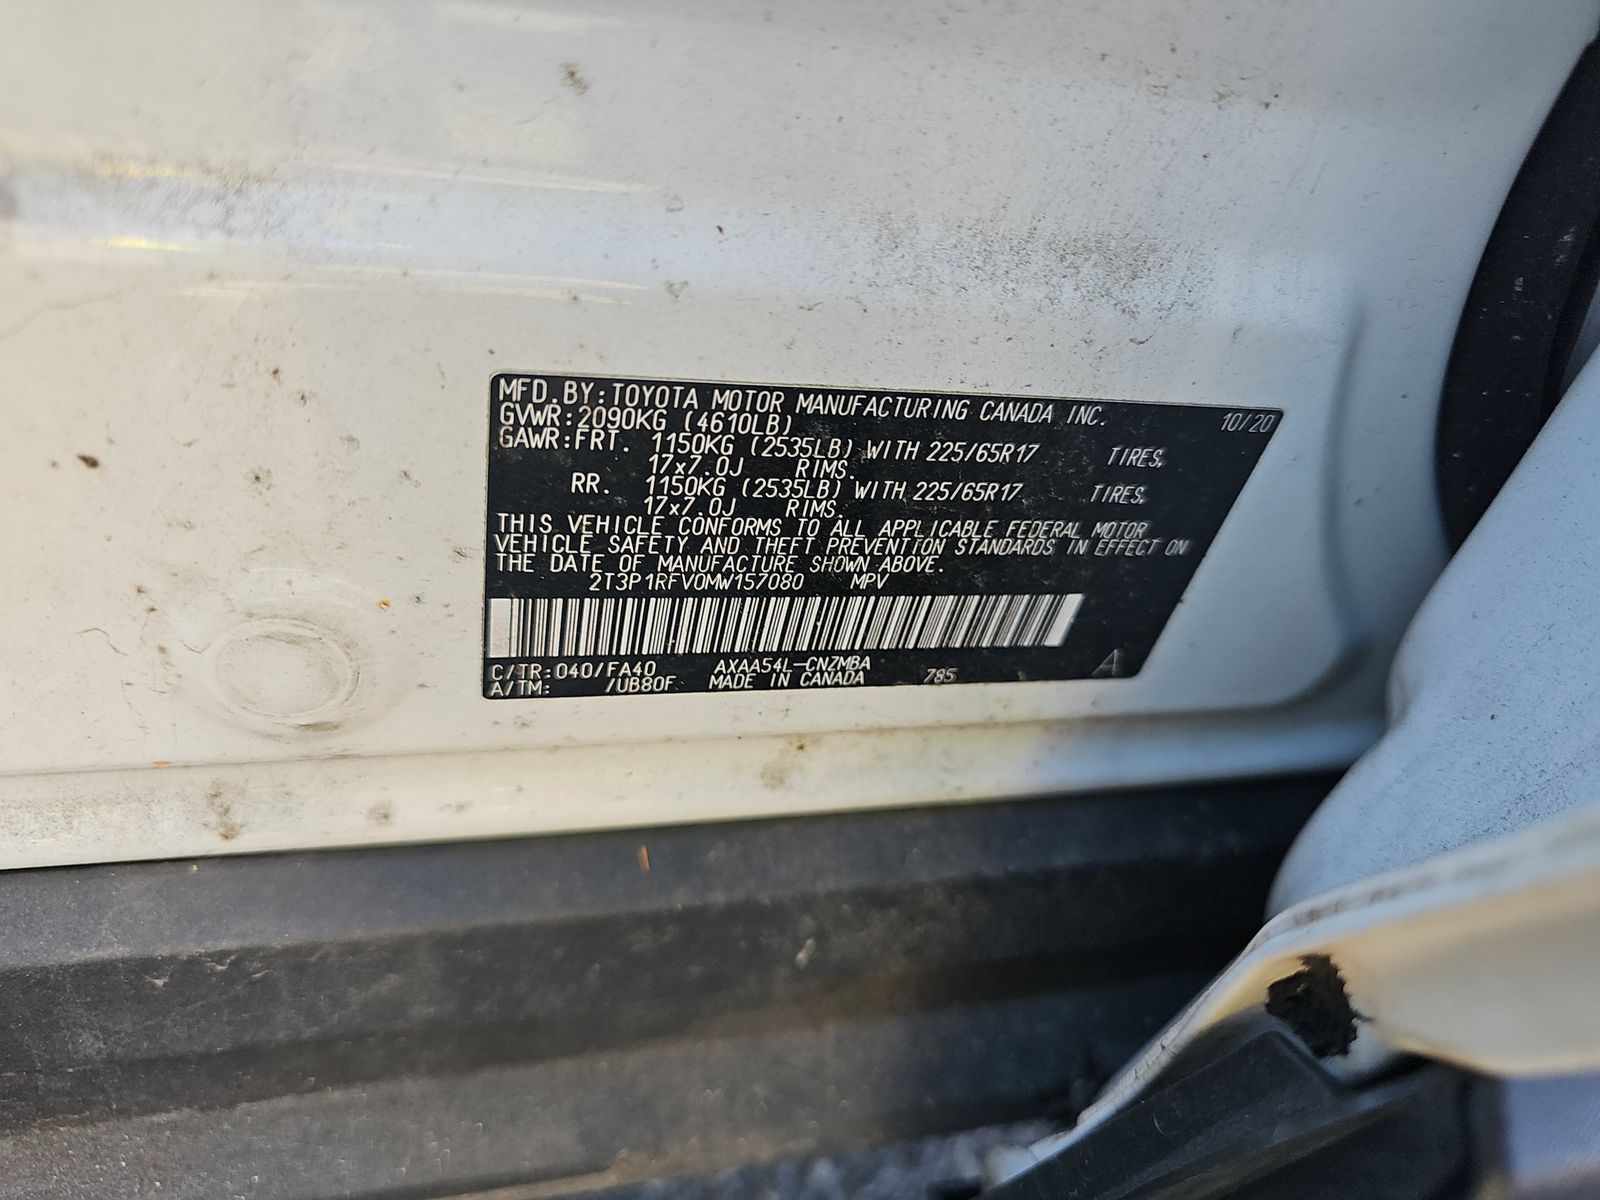 MFD.BY:TOYOTA MOTOR MANUFACTURING CANADA INC. 10/20
GVWR:2090KG (4610LB)
GAWR:FRT. 1150KG (2535LB) WITH 225/65R17 TIRES,
17x7.0J RIMS.
RR. 1150KG (2535LB) WITH 225/65R17 TIRES,
17x7.0J RIMS.
THIS VEHICLE CONFORMS TO ALL APPLICABLE FEDERAL MOTOR
VEHICLE SAFETY AND THEFT PREVENTION STANDARDS IN EFFECT ON
THE DATE OF MANUFACTURE SHOWN ABOVE.
2T3P1RFV0MW157080 MPV
C/TR:040/FA40 AXAA54L-CNZMBA 785 A
A/TM: /UB80F MADE IN CANADA